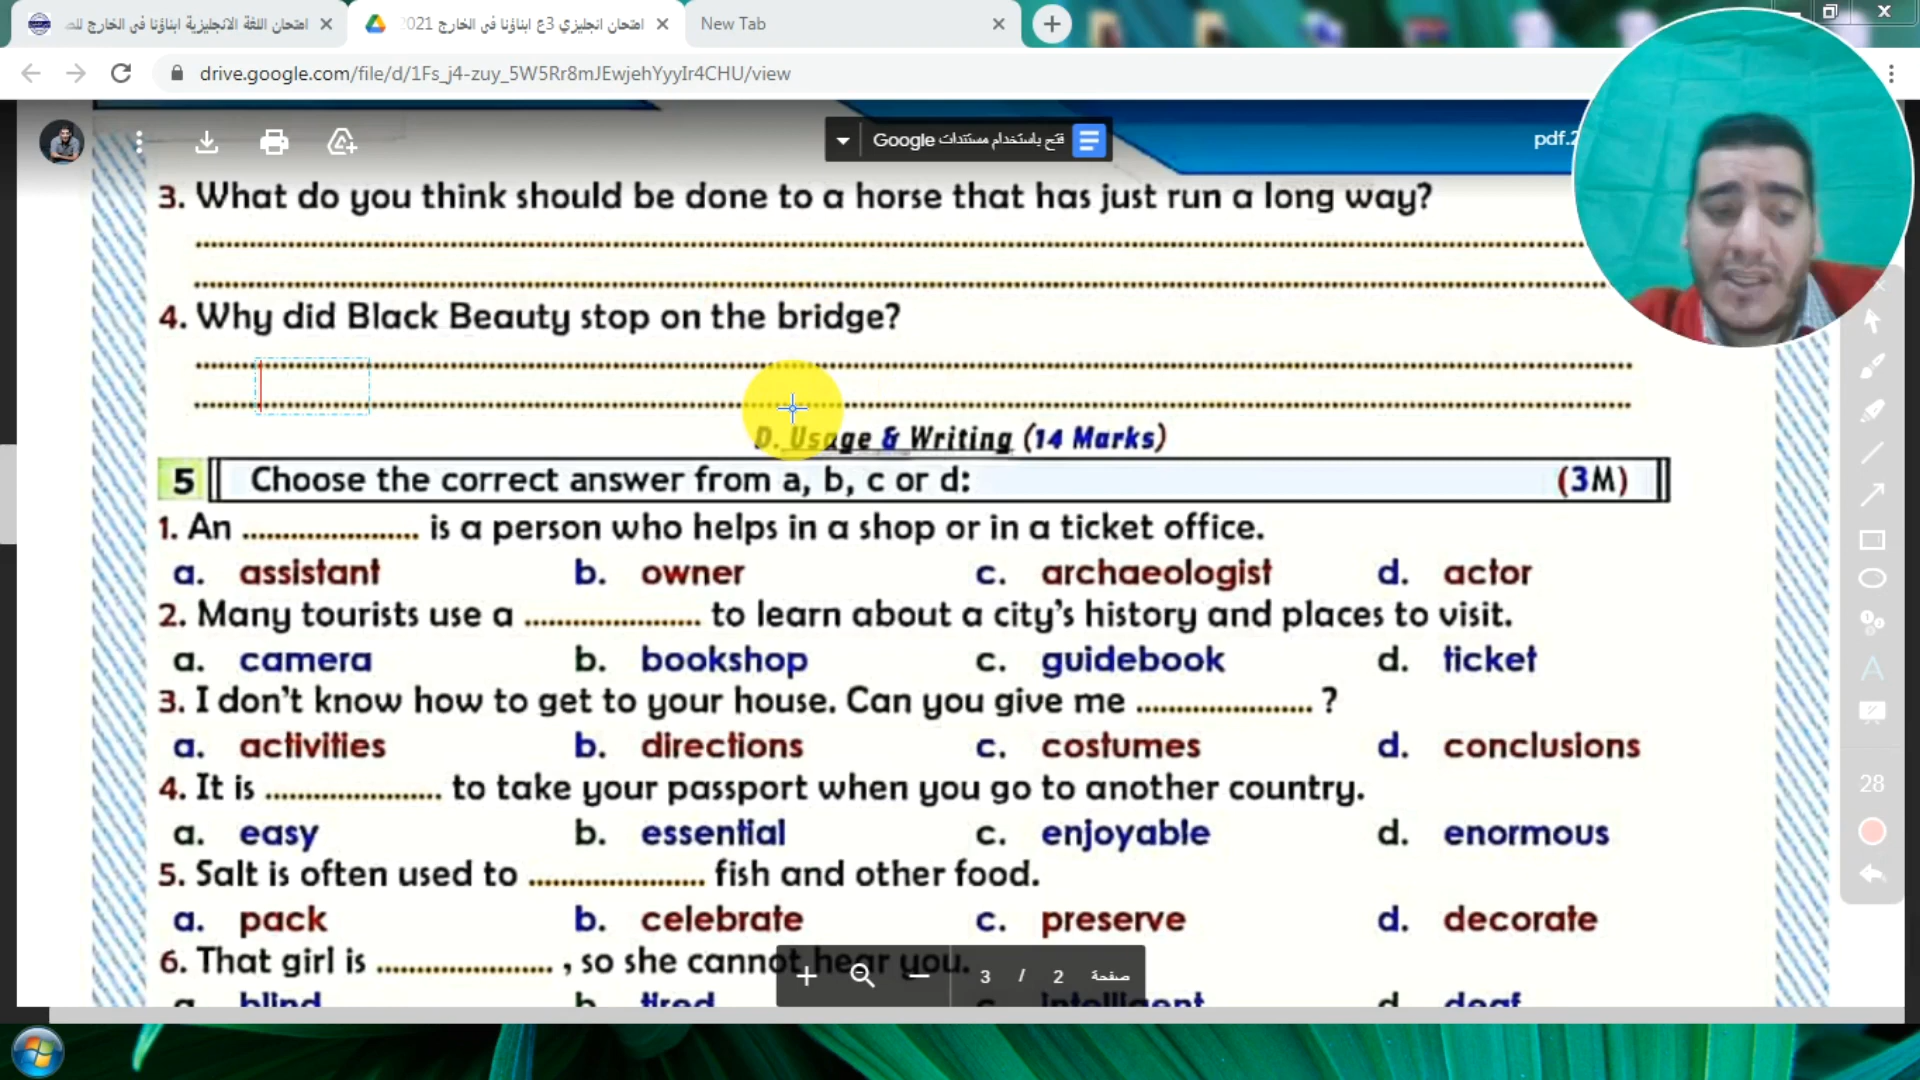 امتحان اللغة الانجليزية ابناؤنا في الخارج للص
امتحان انجليزي 3ع ابناؤنا في الخارج 2021
New Tab
drive.google.com/file/d/1Fs_j4-zuy_5W5Rr8mJEwjehYyyIr4CHU/view
فتح باستخدام مستندات Google
3. What do you think should be done to a horse that has just run a long way?
4. Why did Black Beauty stop on the bridge?
D. Usage & Writing (14 Marks)
5 Choose the correct answer from a, b, c or d: (3M)
1. An ...................... is a person who helps in a shop or in a ticket office.
a. assistant b. owner c. archaeologist d. actor
2. Many tourists use a ...................... to learn about a city's history and places to visit.
a. camera b. bookshop c. guidebook d. ticket
3. I don't know how to get to your house. Can you give me ...................... ?
a. activities b. directions c. costumes d. conclusions
4. It is ...................... to take your passport when you go to another country.
a. easy b. essential c. enjoyable d. enormous
5. Salt is often used to ...................... fish and other food.
a. pack b. celebrate c. preserve d. decorate
6. That girl is ...................... , so she cannot hear you.
a. blind b. tired c. intelligent d. deaf
صفحة 2 / 3
28